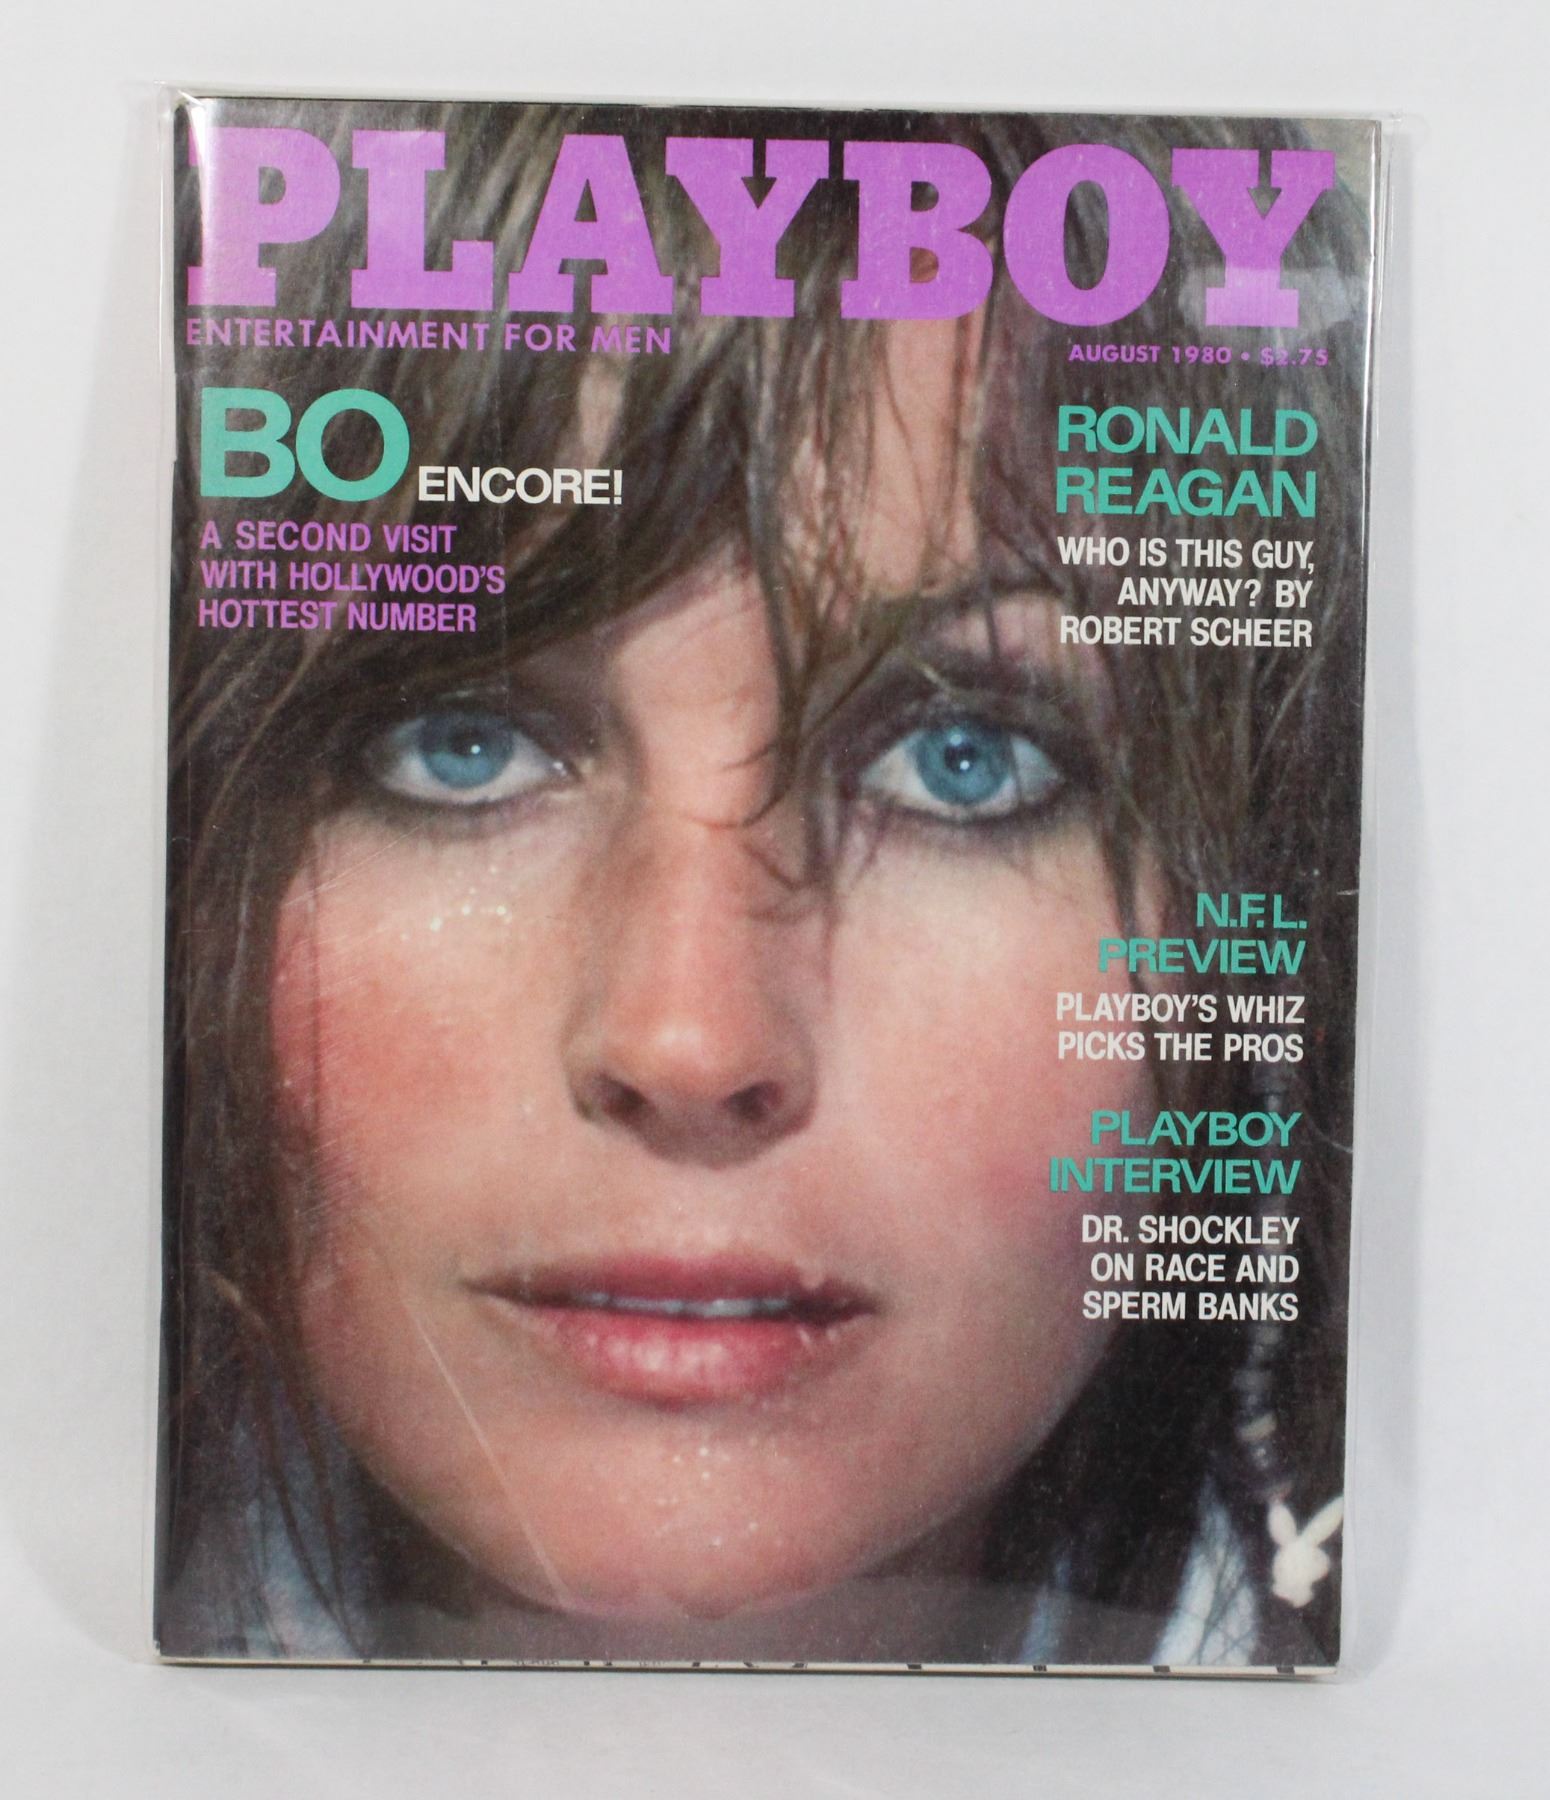 PLAYBOY
ENTERTAINMENT FOR MEN
AUGUST 1980 • $2.75
BO ENCORE!
A SECOND VISIT
WITH HOLLYWOOD'S
HOTTEST NUMBER
RONALD
REAGAN
WHO IS THIS GUY,
ANYWAY? BY
ROBERT SCHEER
N.F.L.
PREVIEW
PLAYBOY'S WHIZ
PICKS THE PROS
PLAYBOY
INTERVIEW
DR. SHOCKLEY
ON RACE AND
SPERM BANKS